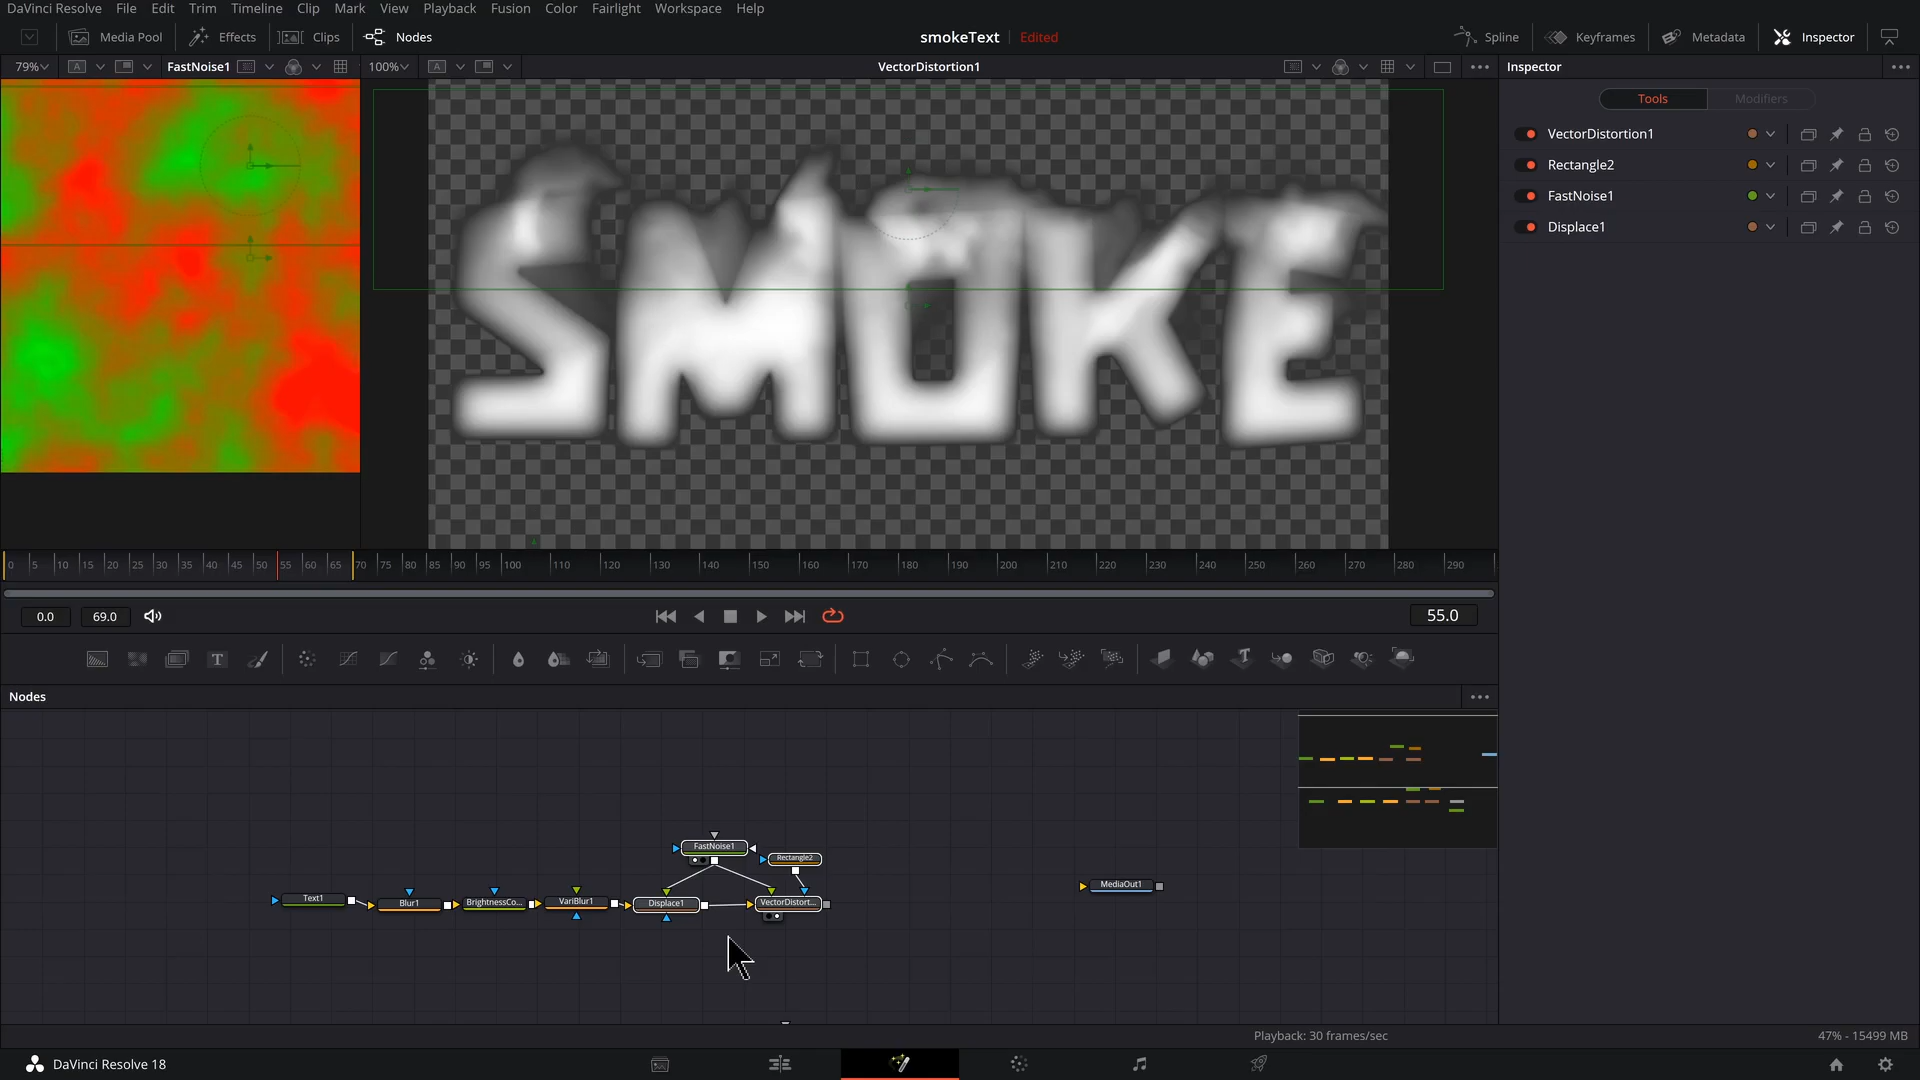 DaVinci Resolve File Edit Trim Timeline Clip Mark View Playback Fusion Color Fairlight Workspace Help
Media Pool Effects Clips Nodes smokeText Edited Spline Keyframes Metadata Inspector
79% A FastNoise1 100% A VectorDistortion1 Inspector
Tools Modifiers
VectorDistortion1
Rectangle2
FastNoise1
Displace1
SMOKE
0 5 10 15 20 25 30 35 40 45 50 55 60 65 70 75 80 85 90 95 100 110 120 130 140 150 160 170 180 190 200 210 220 230 240 250 260 270 280 290
0.0 69.0 55.0
Nodes
FastNoise1
Rectangle2
Text1 Blur1 BrightnessCo... VariBlur1 Displace1 VectorDistort...
MediaOut1
Playback: 30 frames/sec 47% - 15499 MB
DaVinci Resolve 18